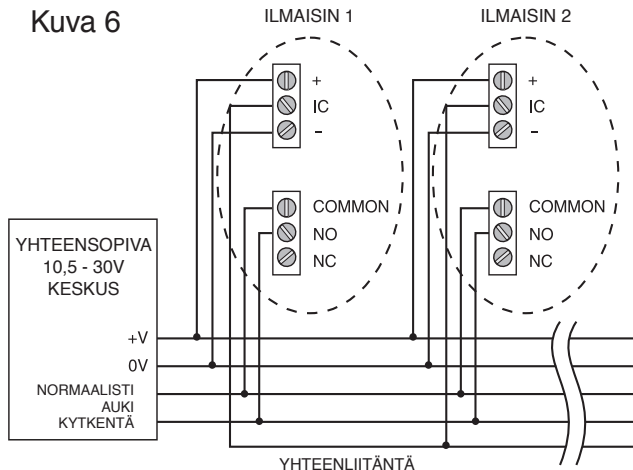 Kuva 6
ILMAISIN 1
+
IC
–
COMMON
NO
NC
ILMAISIN 2
+
IC
–
COMMON
NO
NC
YHTEENSOPIVA
10,5 - 30V
KESKUS
+V
0V
NORMAALISTI
AUKI
KYTKENTÄ
YHTEENLIITÄNTÄ